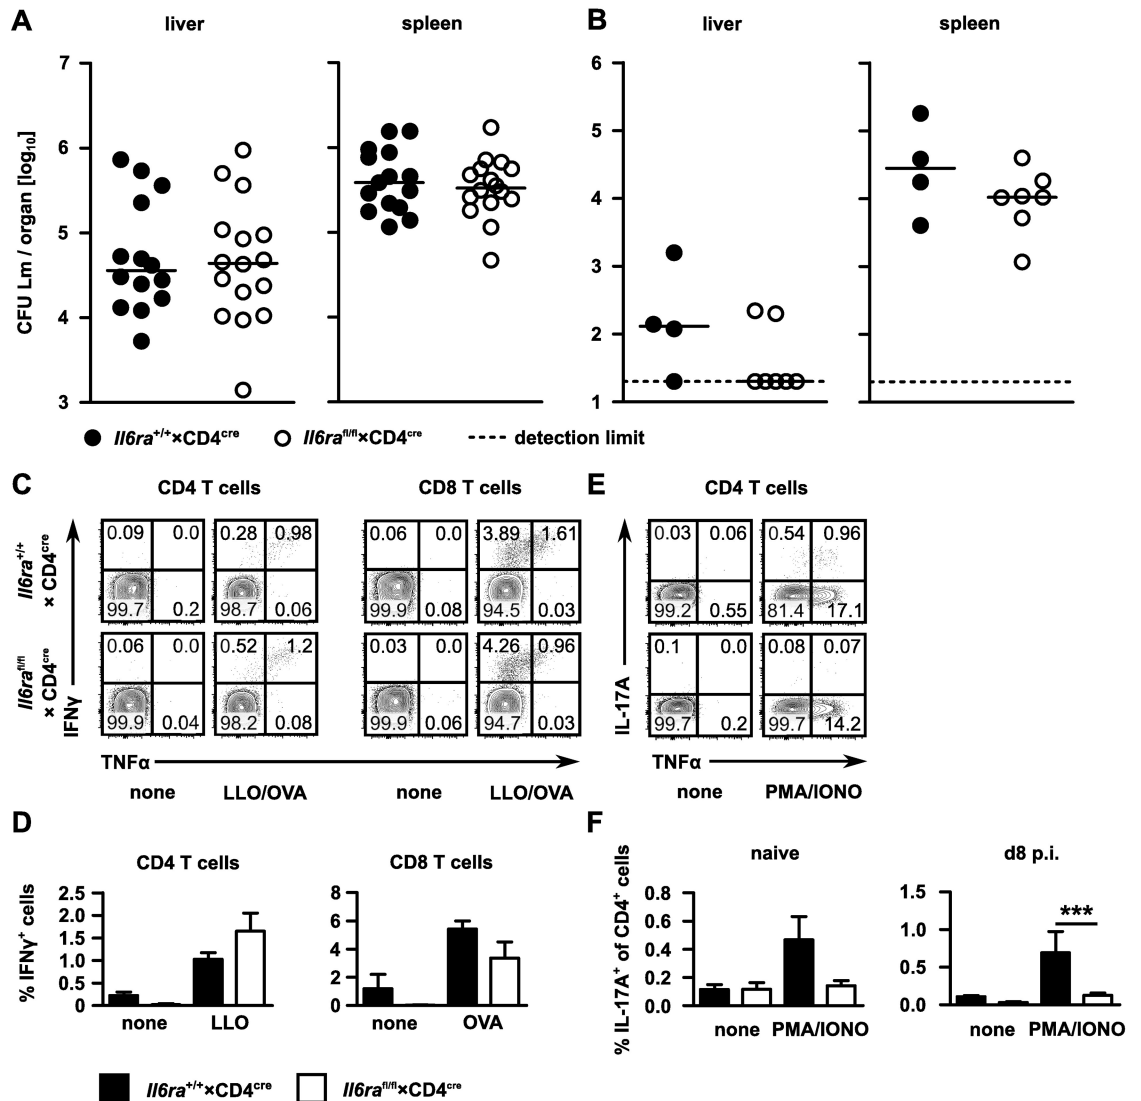 A liver spleen B liver spleen
CFU Lm / organ [log10]
7
6
5
4
3
6
5
4
3
2
1
Il6ra+/+×CD4cre Il6rafl/fl×CD4cre detection limit
C CD4 T cells CD8 T cells E CD4 T cells
Il6ra+/+ × CD4cre
0.09 0.0 0.28 0.98 0.06 0.0 3.89 1.61 0.03 0.06 0.54 0.96
99.7 0.2 98.7 0.06 99.9 0.08 94.5 0.03 99.2 0.55 81.4 17.1
Il6rafl/fl × CD4cre
0.06 0.0 0.52 1.2 0.03 0.0 4.26 0.96 0.1 0.0 0.08 0.07
99.9 0.04 98.2 0.08 99.9 0.06 94.7 0.03 99.7 0.2 99.7 14.2
IFNγ
IL-17A
TNFα TNFα
none LLO/OVA none LLO/OVA none PMA/IONO
D CD4 T cells CD8 T cells
% IFNγ+ cells
2.5
2.0
1.5
1.0
0.5
0
8
6
4
2
0
none LLO none OVA
F naive d8 p.i.
% IL-17A+ of CD4+ cells
0.8
0.6
0.4
0.2
0.0
1.5
1.0
0.5
0.0
***
none PMA/IONO none PMA/IONO
Il6ra+/+×CD4cre Il6rafl/fl×CD4cre